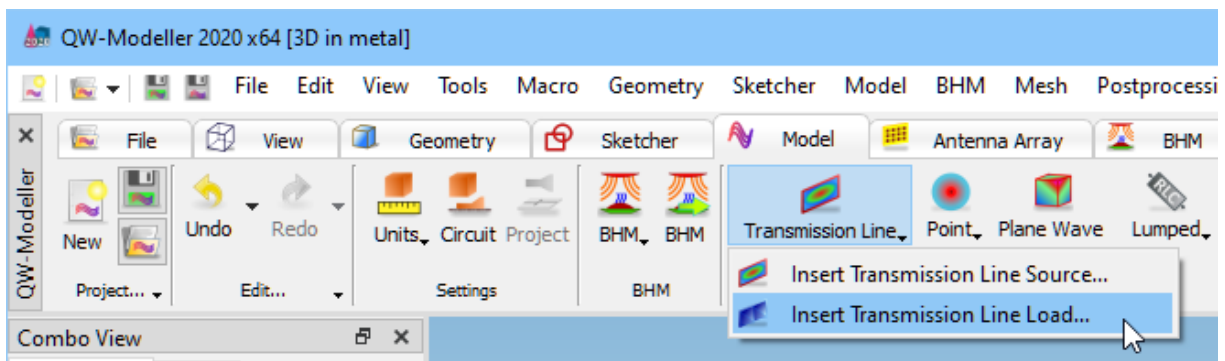 QW-Modeller 2020 x64 [3D in metal]
File Edit View Tools Macro Geometry Sketcher Model BHM Mesh Postprocessi
File View Geometry Sketcher Model Antenna Array BHM
QW-Modeller
New Undo Redo Units Circuit Project BHM BHM Transmission Line Point Plane Wave Lumped
Project... Edit... Settings BHM
Insert Transmission Line Source...
Insert Transmission Line Load...
Combo View